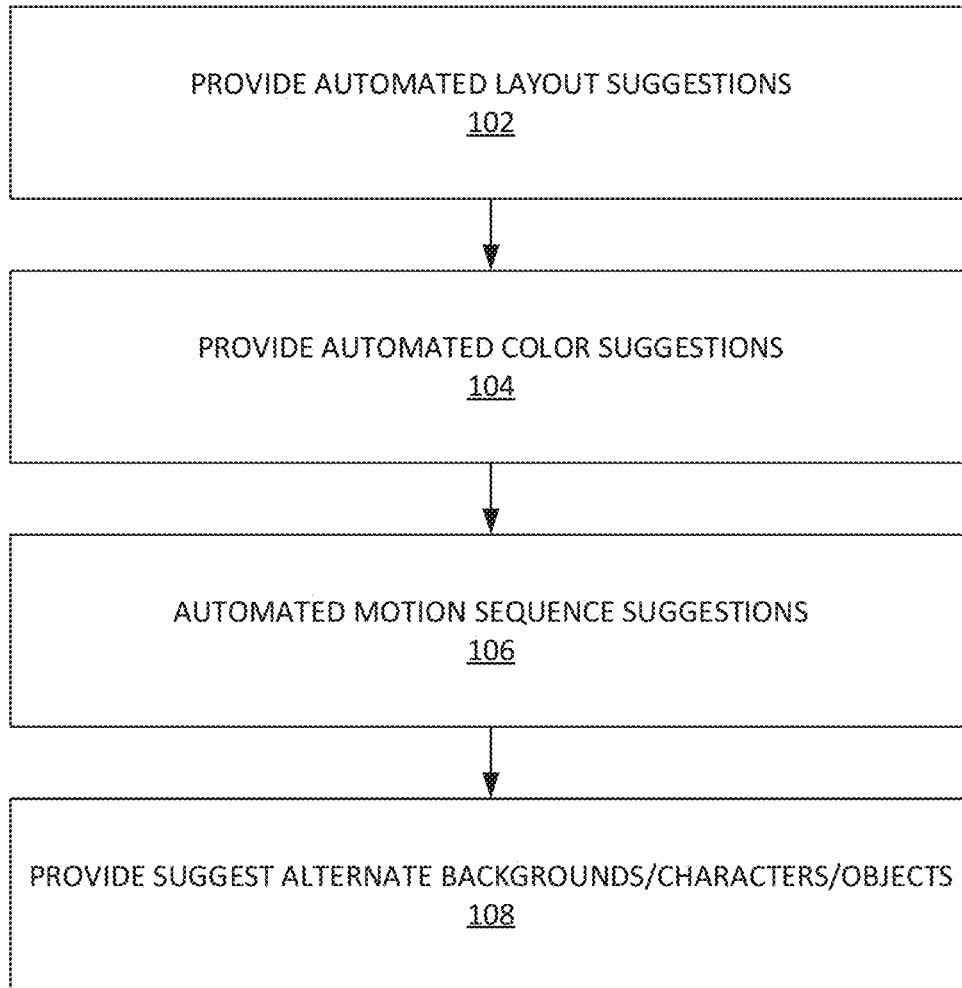 PROVIDE AUTOMATED LAYOUT SUGGESTIONS
102
PROVIDE AUTOMATED COLOR SUGGESTIONS
104
AUTOMATED MOTION SEQUENCE SUGGESTIONS
106
PROVIDE SUGGEST ALTERNATE BACKGROUNDS/CHARACTERS/OBJECTS
108